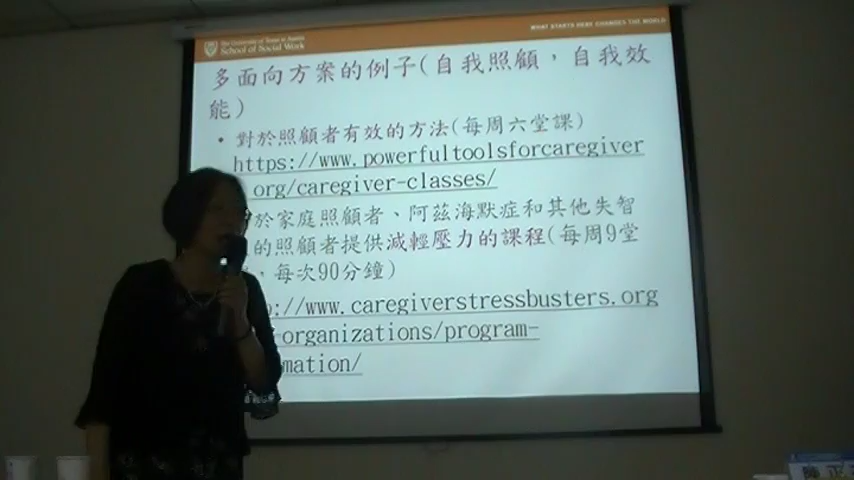 The University of Texas at Austin
School of Social Work
WHAT STARTS HERE CHANGES THE WORLD
多面向方案的例子(自我照顧，自我效
能)
• 對於照顧者有效的方法(每周六堂課)
https://www.powerfultoolsforcaregiver
.org/caregiver-classes/
於家庭照顧者、阿茲海默症和其他失智
的照顧者提供減輕壓力的課程(每周9堂
，每次90分鐘)
://www.caregiverstressbusters.org
-organizations/program-
mation/
陳正